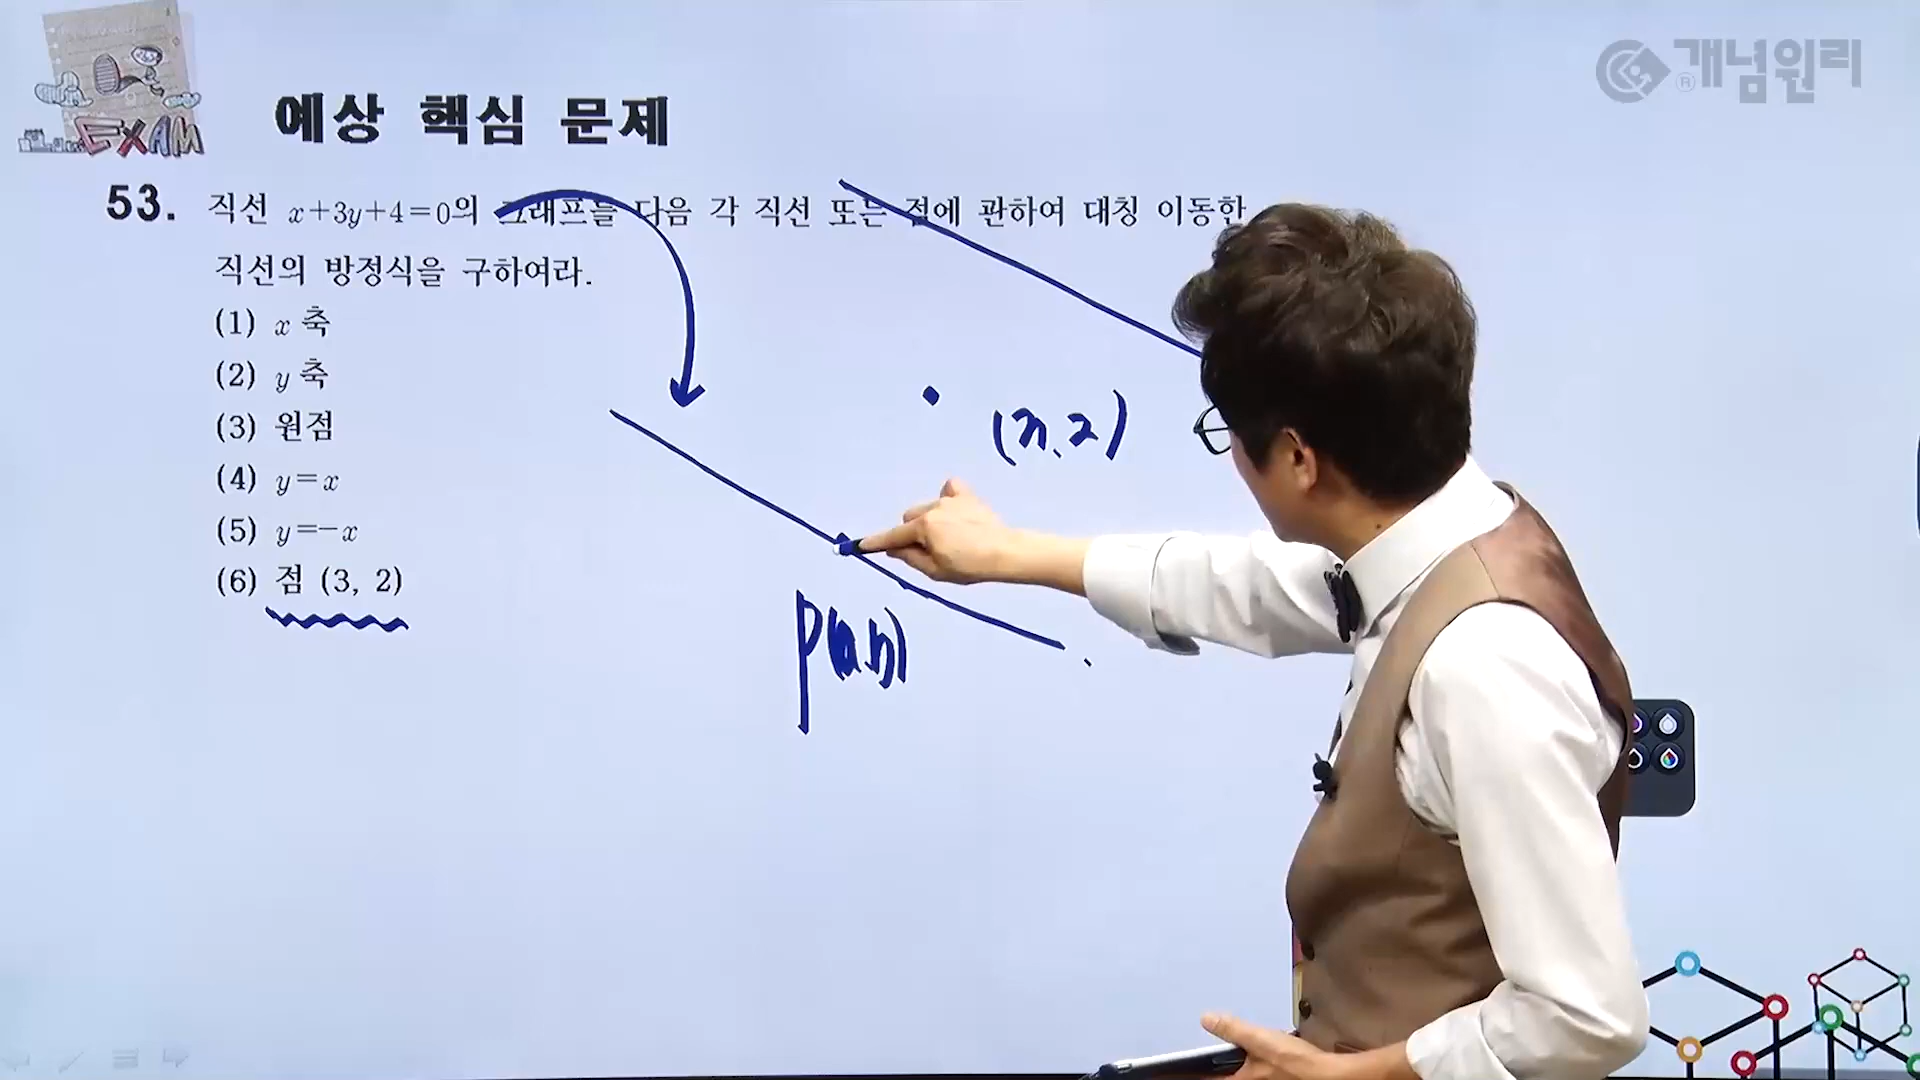 개념원리
EXAM
예상 핵심 문제
53. 직선 x+3y+4=0의 그래프를 다음 각 직선 또는 점에 관하여 대칭 이동한
직선의 방정식을 구하여라.
(1) x축
(2) y축
(3) 원점
(4) y=x
(5) y=-x
(6) 점 (3, 2)
(3, 2)
P(a, b)